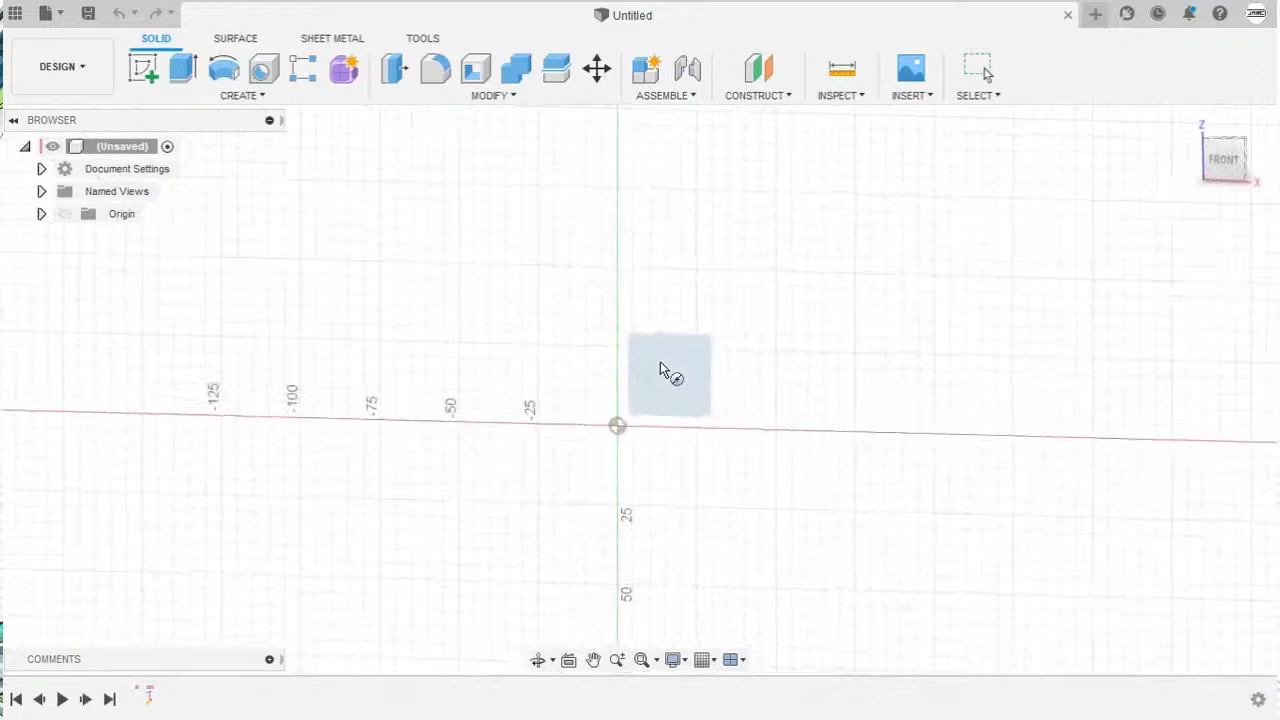 Untitled
SOLID
SURFACE
SHEET METAL
TOOLS
DESIGN
CREATE
MODIFY
ASSEMBLE
CONSTRUCT
INSPECT
INSERT
SELECT
BROWSER
(Unsaved)
Document Settings
Named Views
Origin
Z
FRONT
X
-125
-100
-75
-50
-25
25
50
COMMENTS